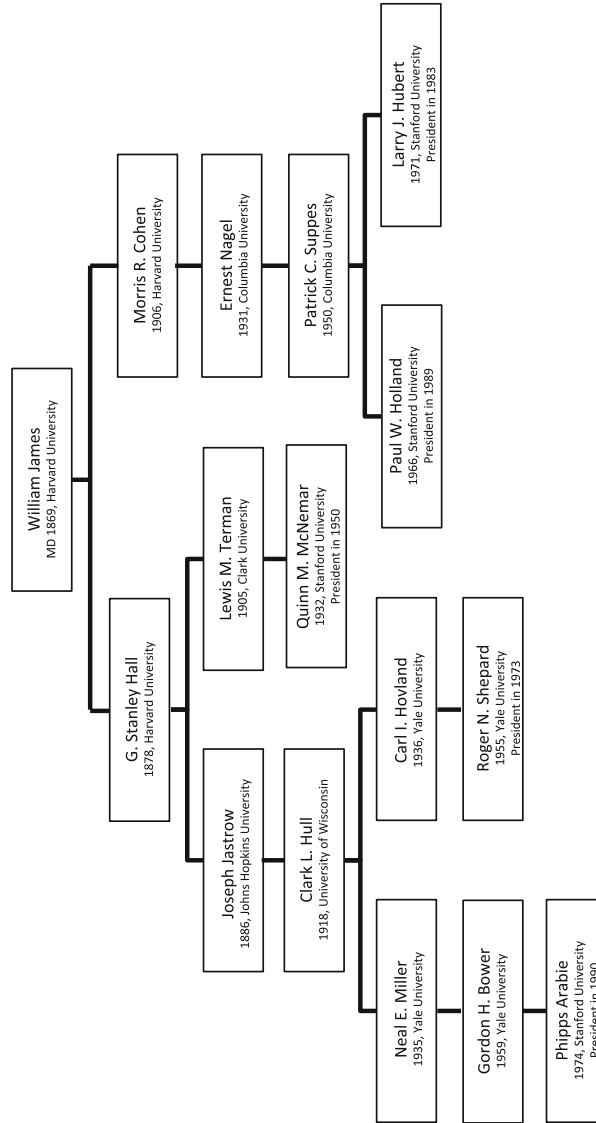 William James
MD 1869, Harvard University
G. Stanley Hall
1878, Harvard University
Morris R. Cohen
1906, Harvard University
Joseph Jastrow
1886, Johns Hopkins University
Lewis M. Terman
1905, Clark University
Ernest Nagel
1931, Columbia University
Clark L. Hull
1918, University of Wisconsin
Quinn M. McNemar
1932, Stanford University
President in 1950
Patrick C. Suppes
1950, Columbia University
Neal E. Miller
1935, Yale University
Carl I. Hovland
1936, Yale University
Paul W. Holland
1966, Stanford University
President in 1989
Larry J. Hubert
1971, Stanford University
President in 1983
Gordon H. Bower
1959, Yale University
Roger N. Shepard
1955, Yale University
President in 1973
Phipps Arabie
1974, Stanford University
President in 1990